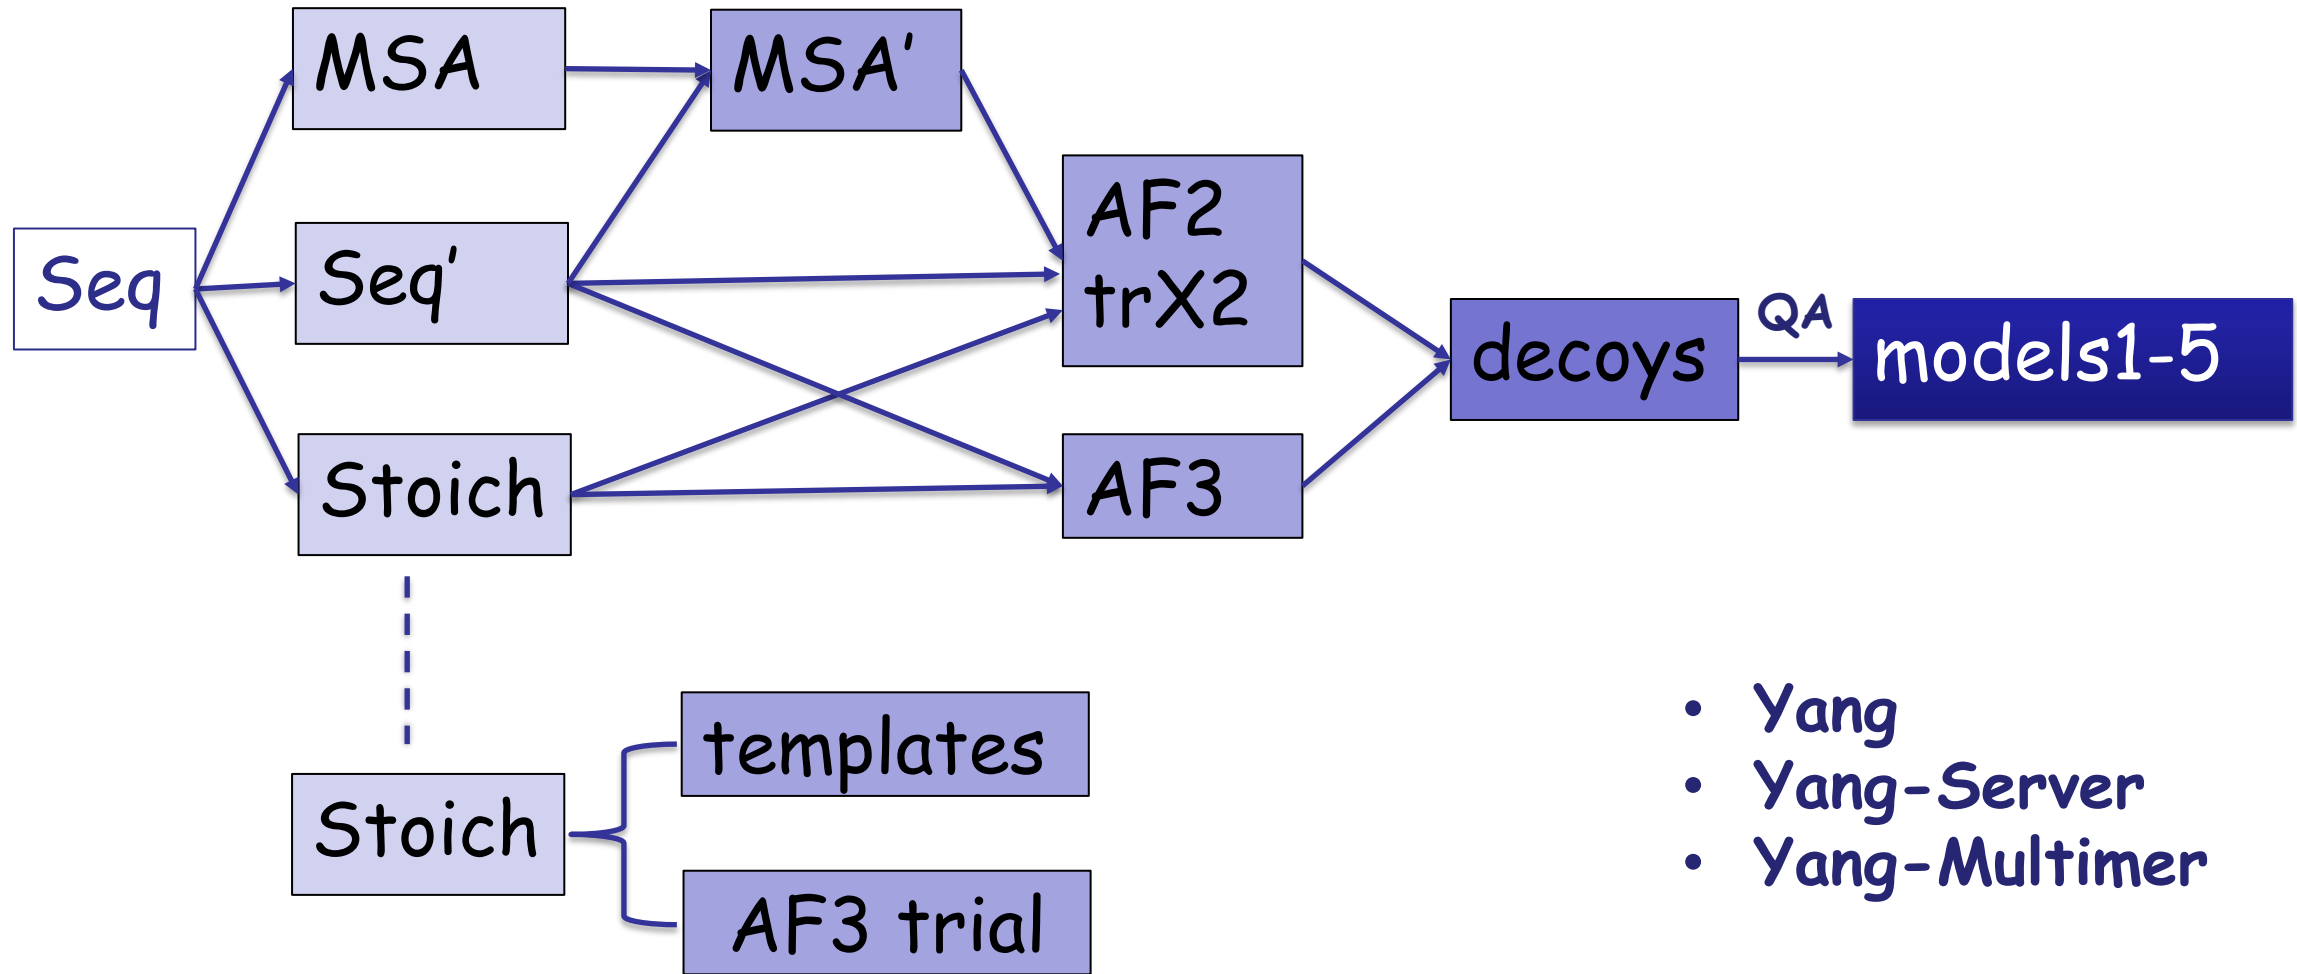 MSA
MSA'
Seq
Seq'
Stoich
AF2
trX2
AF3
decoys
QA
models1-5
Stoich
templates
AF3 trial
• Yang
• Yang-Server
• Yang-Multimer